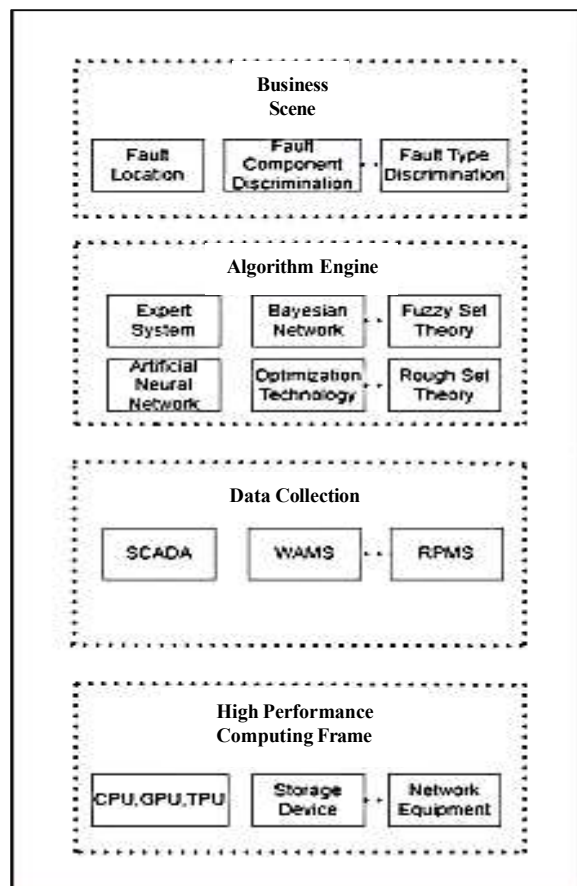 Business
Scene
Fault
Location
Fault
Component
Discrimination
Fault Type
Discrimination
Algorithm Engine
Expert
System
Bayesian
Network
Fuzzy Set
Theory
Artificial
Neural
Network
Optimization
Technology
Rough Set
Theory
Data Collection
SCADA
WAMS
RPMS
High Performance
Computing Frame
CPU,GPU,TPU
Storage
Device
Network
Equipment